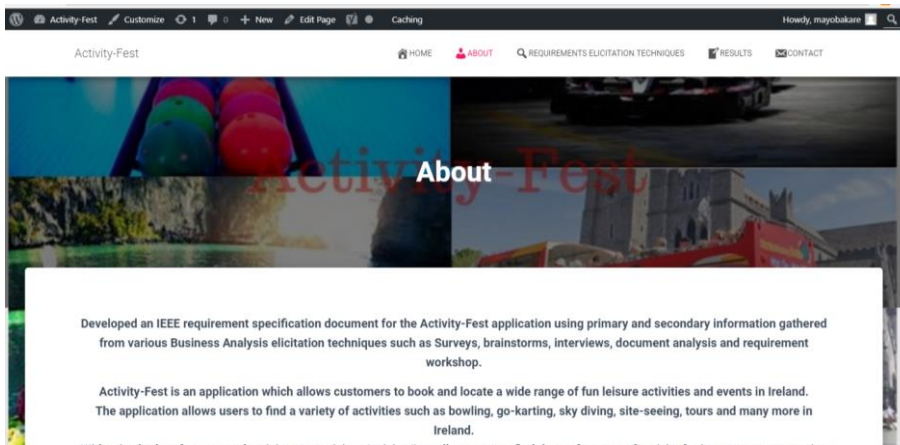 Activity-Fest Customize 1 0 + New Edit Page Caching Howdy, mayobakare
Activity-Fest HOME ABOUT REQUIREMENTS ELICITATION TECHNIQUES RESULTS CONTACT
Activity-Fest
About
Developed an IEEE requirement specification document for the Activity-Fest application using primary and secondary information gathered
from various Business Analysis elicitation techniques such as Surveys, brainstorms, interviews, document analysis and requirement
workshop.
Activity-Fest is an application which allows customers to book and locate a wide range of fun leisure activities and events in Ireland.
The application allows users to find a variety of activities such as bowling, go-karting, sky diving, site-seeing, tours and many more in
Ireland.